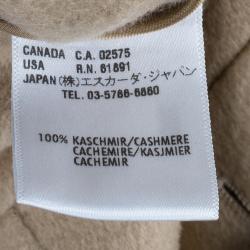 CANADA C.A. 02575
USA R.N. 61891
JAPAN (株)エスカーダ・ジャパン
TEL. 03-5766-6860
100% KASCHMIR/CASHMERE
CACHEMIRE/KASJMIER
CACHEMIR